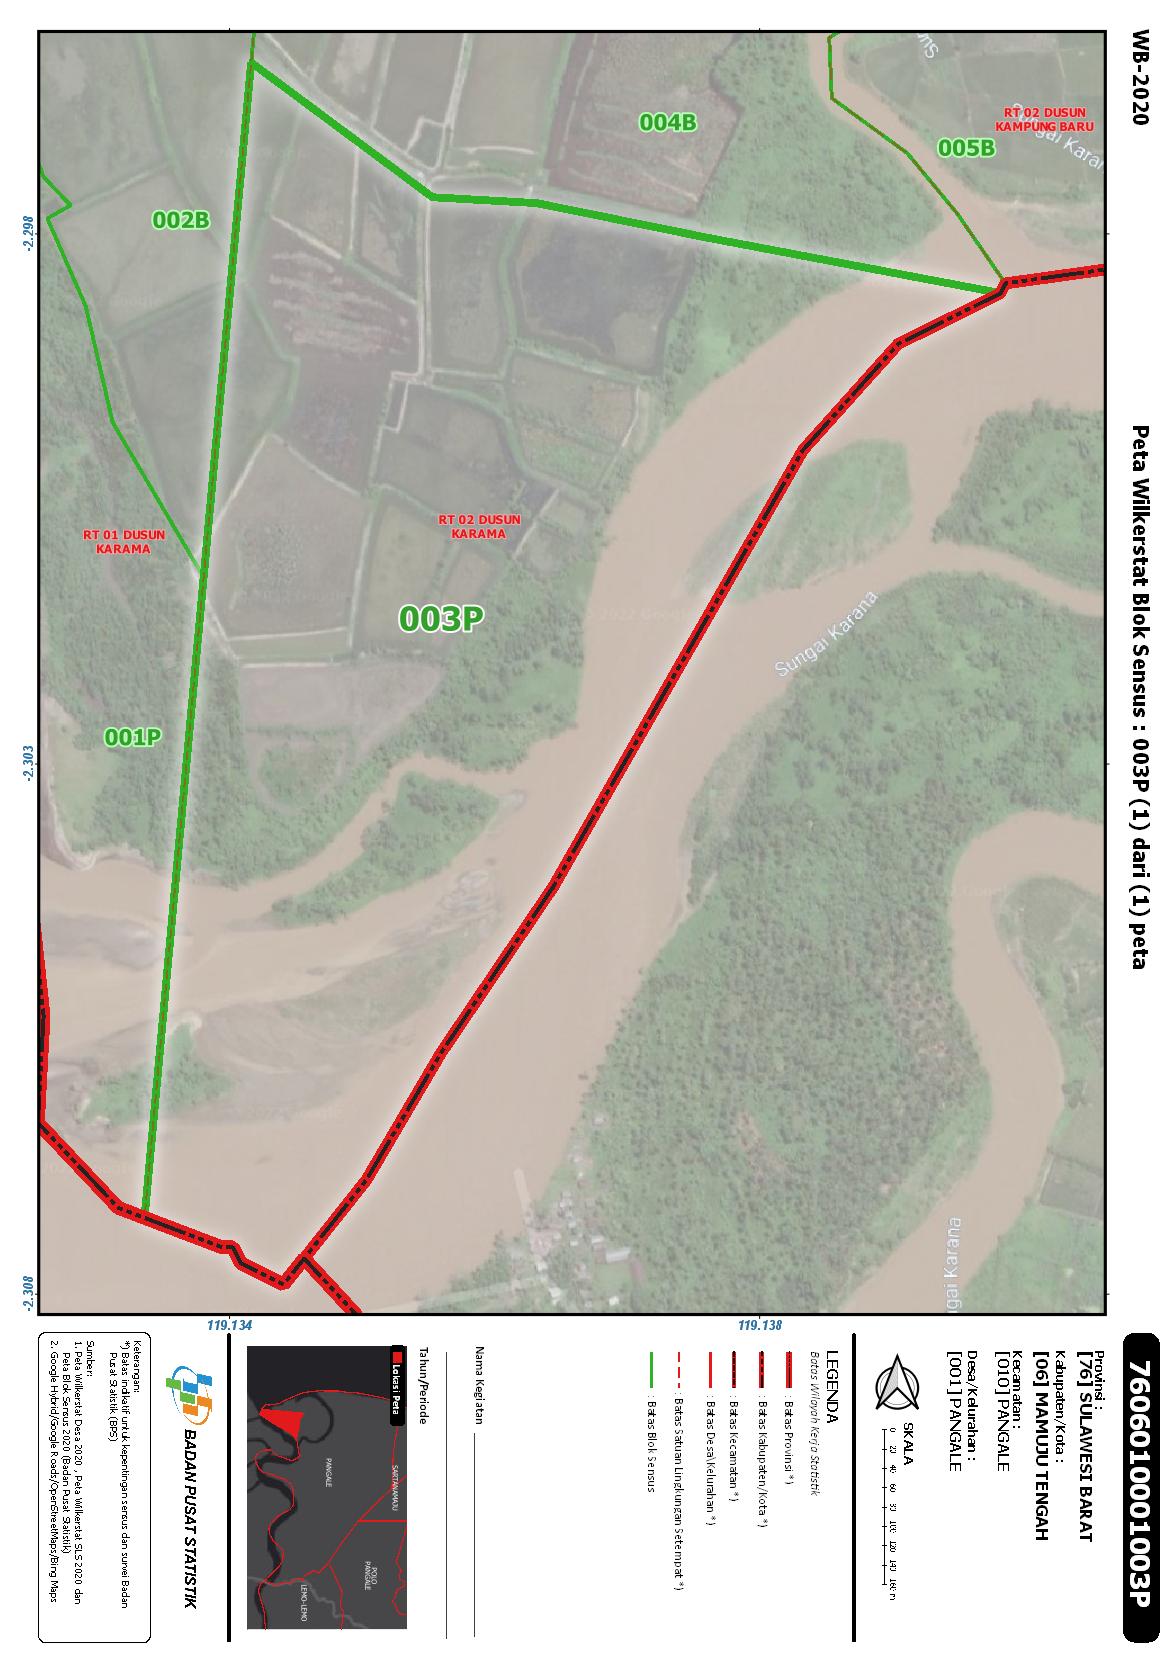 WB-2020
Peta Wilkerstat Blok Sensus : 003P (1) dari (1) peta
004B
RT 02 DUSUN
KAMPUNG BARU
005B
002B
RT 01 DUSUN
KARAMA
RT 02 DUSUN
KARAMA
003P
001P
Sungai Karana
-2.298
-2.303
-2.308
119.134
119.138
7606010001003P
Provinsi :
[76] SULAWESI BARAT
Kabupaten/Kota :
[06] MAMUJU TENGAH
Kecamatan :
[010] PANGALE
Desa/Kelurahan :
[001] PANGALE
SKALA
0 20 40 60 80 100 120 140 160 m
LEGENDA
Batas Wilayah Kerja Statistik
: Batas Provinsi *)
: Batas Kabupaten/Kota *)
: Batas Kecamatan *)
: Batas Desa\Kelurahan *)
: Batas Satuan Lingkungan Setempat *)
: Batas Blok Sensus
Nama Kegiatan
Tahun/Periode
Lokasi Peta
SARTANAMAJU
PANGALE
POLO
PANGALE
LEMO-LEMO
BADAN PUSAT STATISTIK
Keterangan:
*) Batas indikatif untuk kepentingan sensus dan survei Badan
Pusat Statistik (BPS)
Sumber:
1. Peta Wilkerstat Desa 2020 , Peta Wilkerstat SLS 2020 dan
Peta Blok Sensus 2020 (Badan Pusat Statistik)
2. Google Hybrid/Google Roads/OpenStreetMaps/Bing Maps